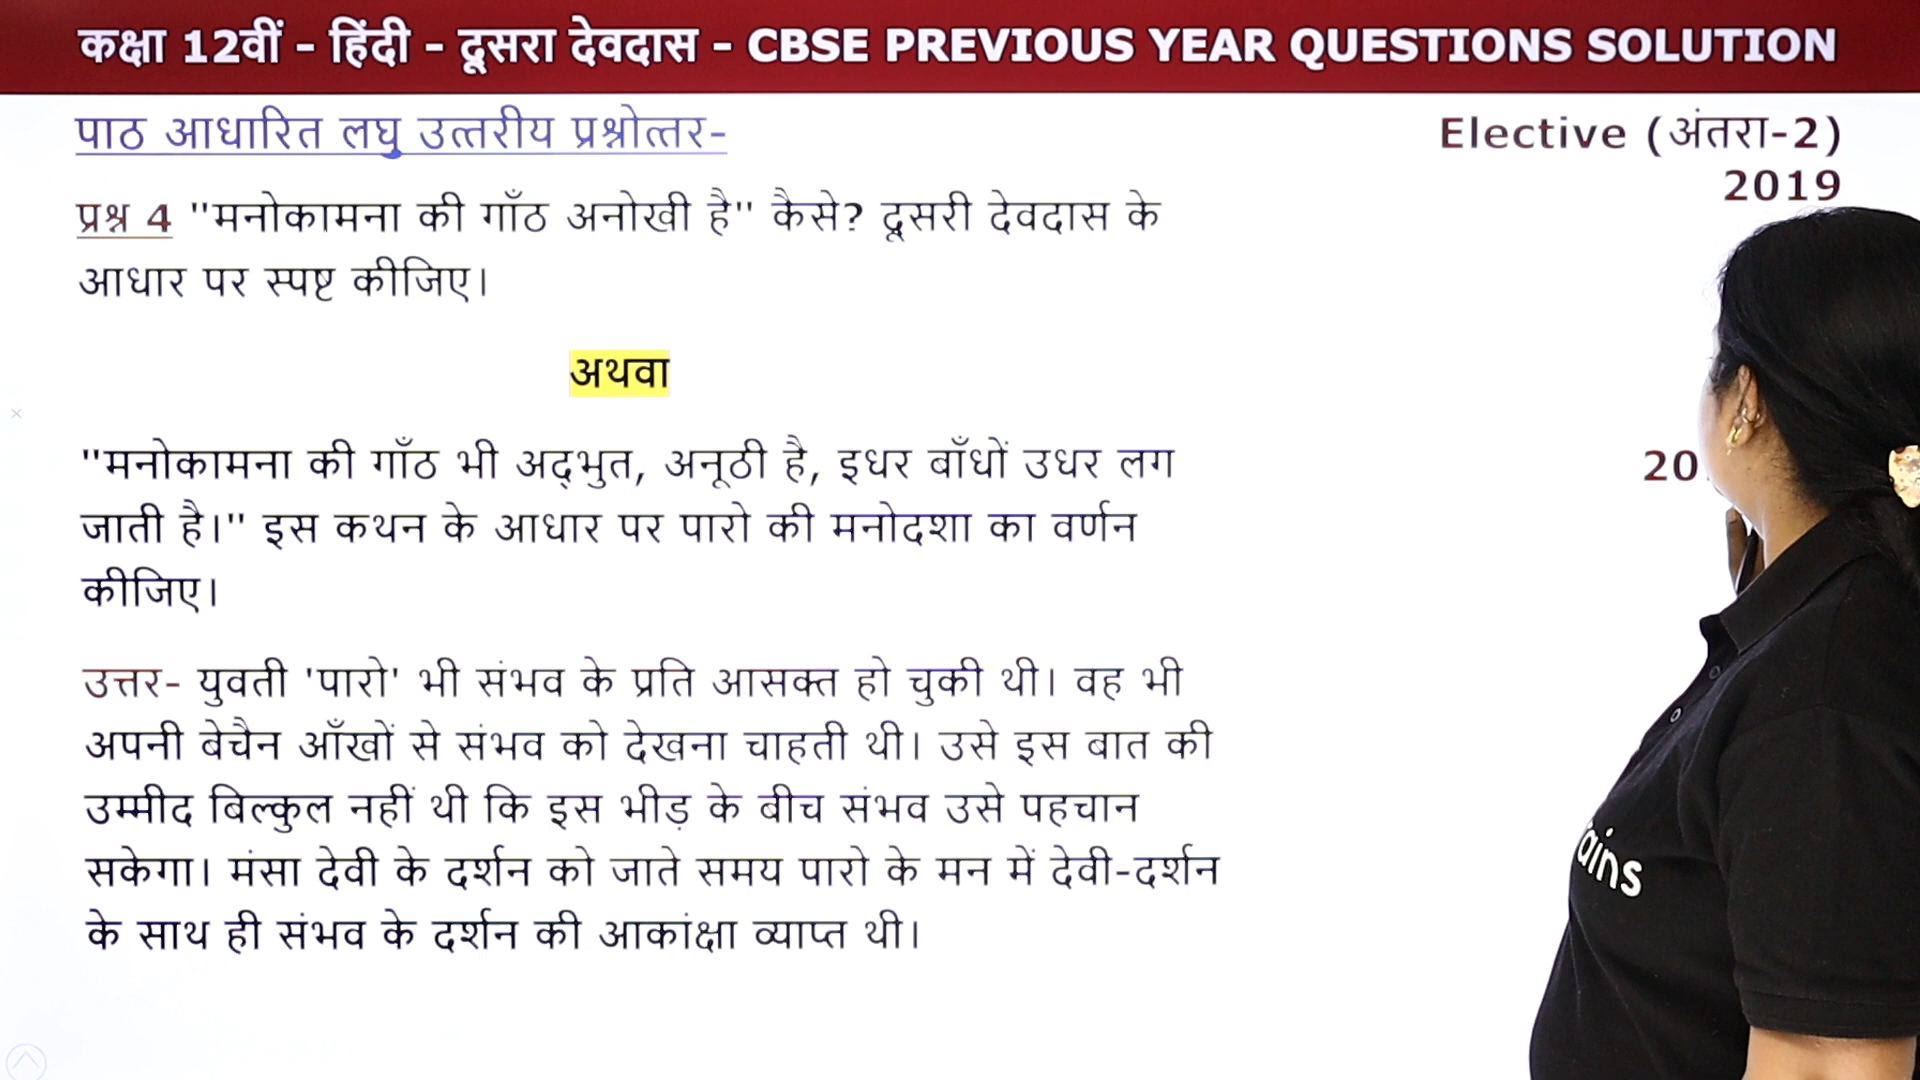 कक्षा 12वीं - हिंदी - दूसरा देवदास - CBSE PREVIOUS YEAR QUESTIONS SOLUTION
पाठ आधारित लघु उत्तरीय प्रश्नोत्तर-
Elective (अंतरा-2)
2019
प्रश्न 4 "मनोकामना की गाँठ अनोखी है" कैसे? दूसरी देवदास के
आधार पर स्पष्ट कीजिए।
अथवा
"मनोकामना की गाँठ भी अद्भुत, अनूठी है, इधर बाँधों उधर लग
20
जाती है।" इस कथन के आधार पर पारो की मनोदशा का वर्णन
कीजिए।
उत्तर- युवती 'पारो' भी संभव के प्रति आसक्त हो चुकी थी। वह भी
अपनी बेचैन आँखों से संभव को देखना चाहती थी। उसे इस बात की
उम्मीद बिल्कुल नहीं थी कि इस भीड़ के बीच संभव उसे पहचान
सकेगा। मंसा देवी के दर्शन को जाते समय पारो के मन में देवी-दर्शन
के साथ ही संभव के दर्शन की आकांक्षा व्याप्त थी।